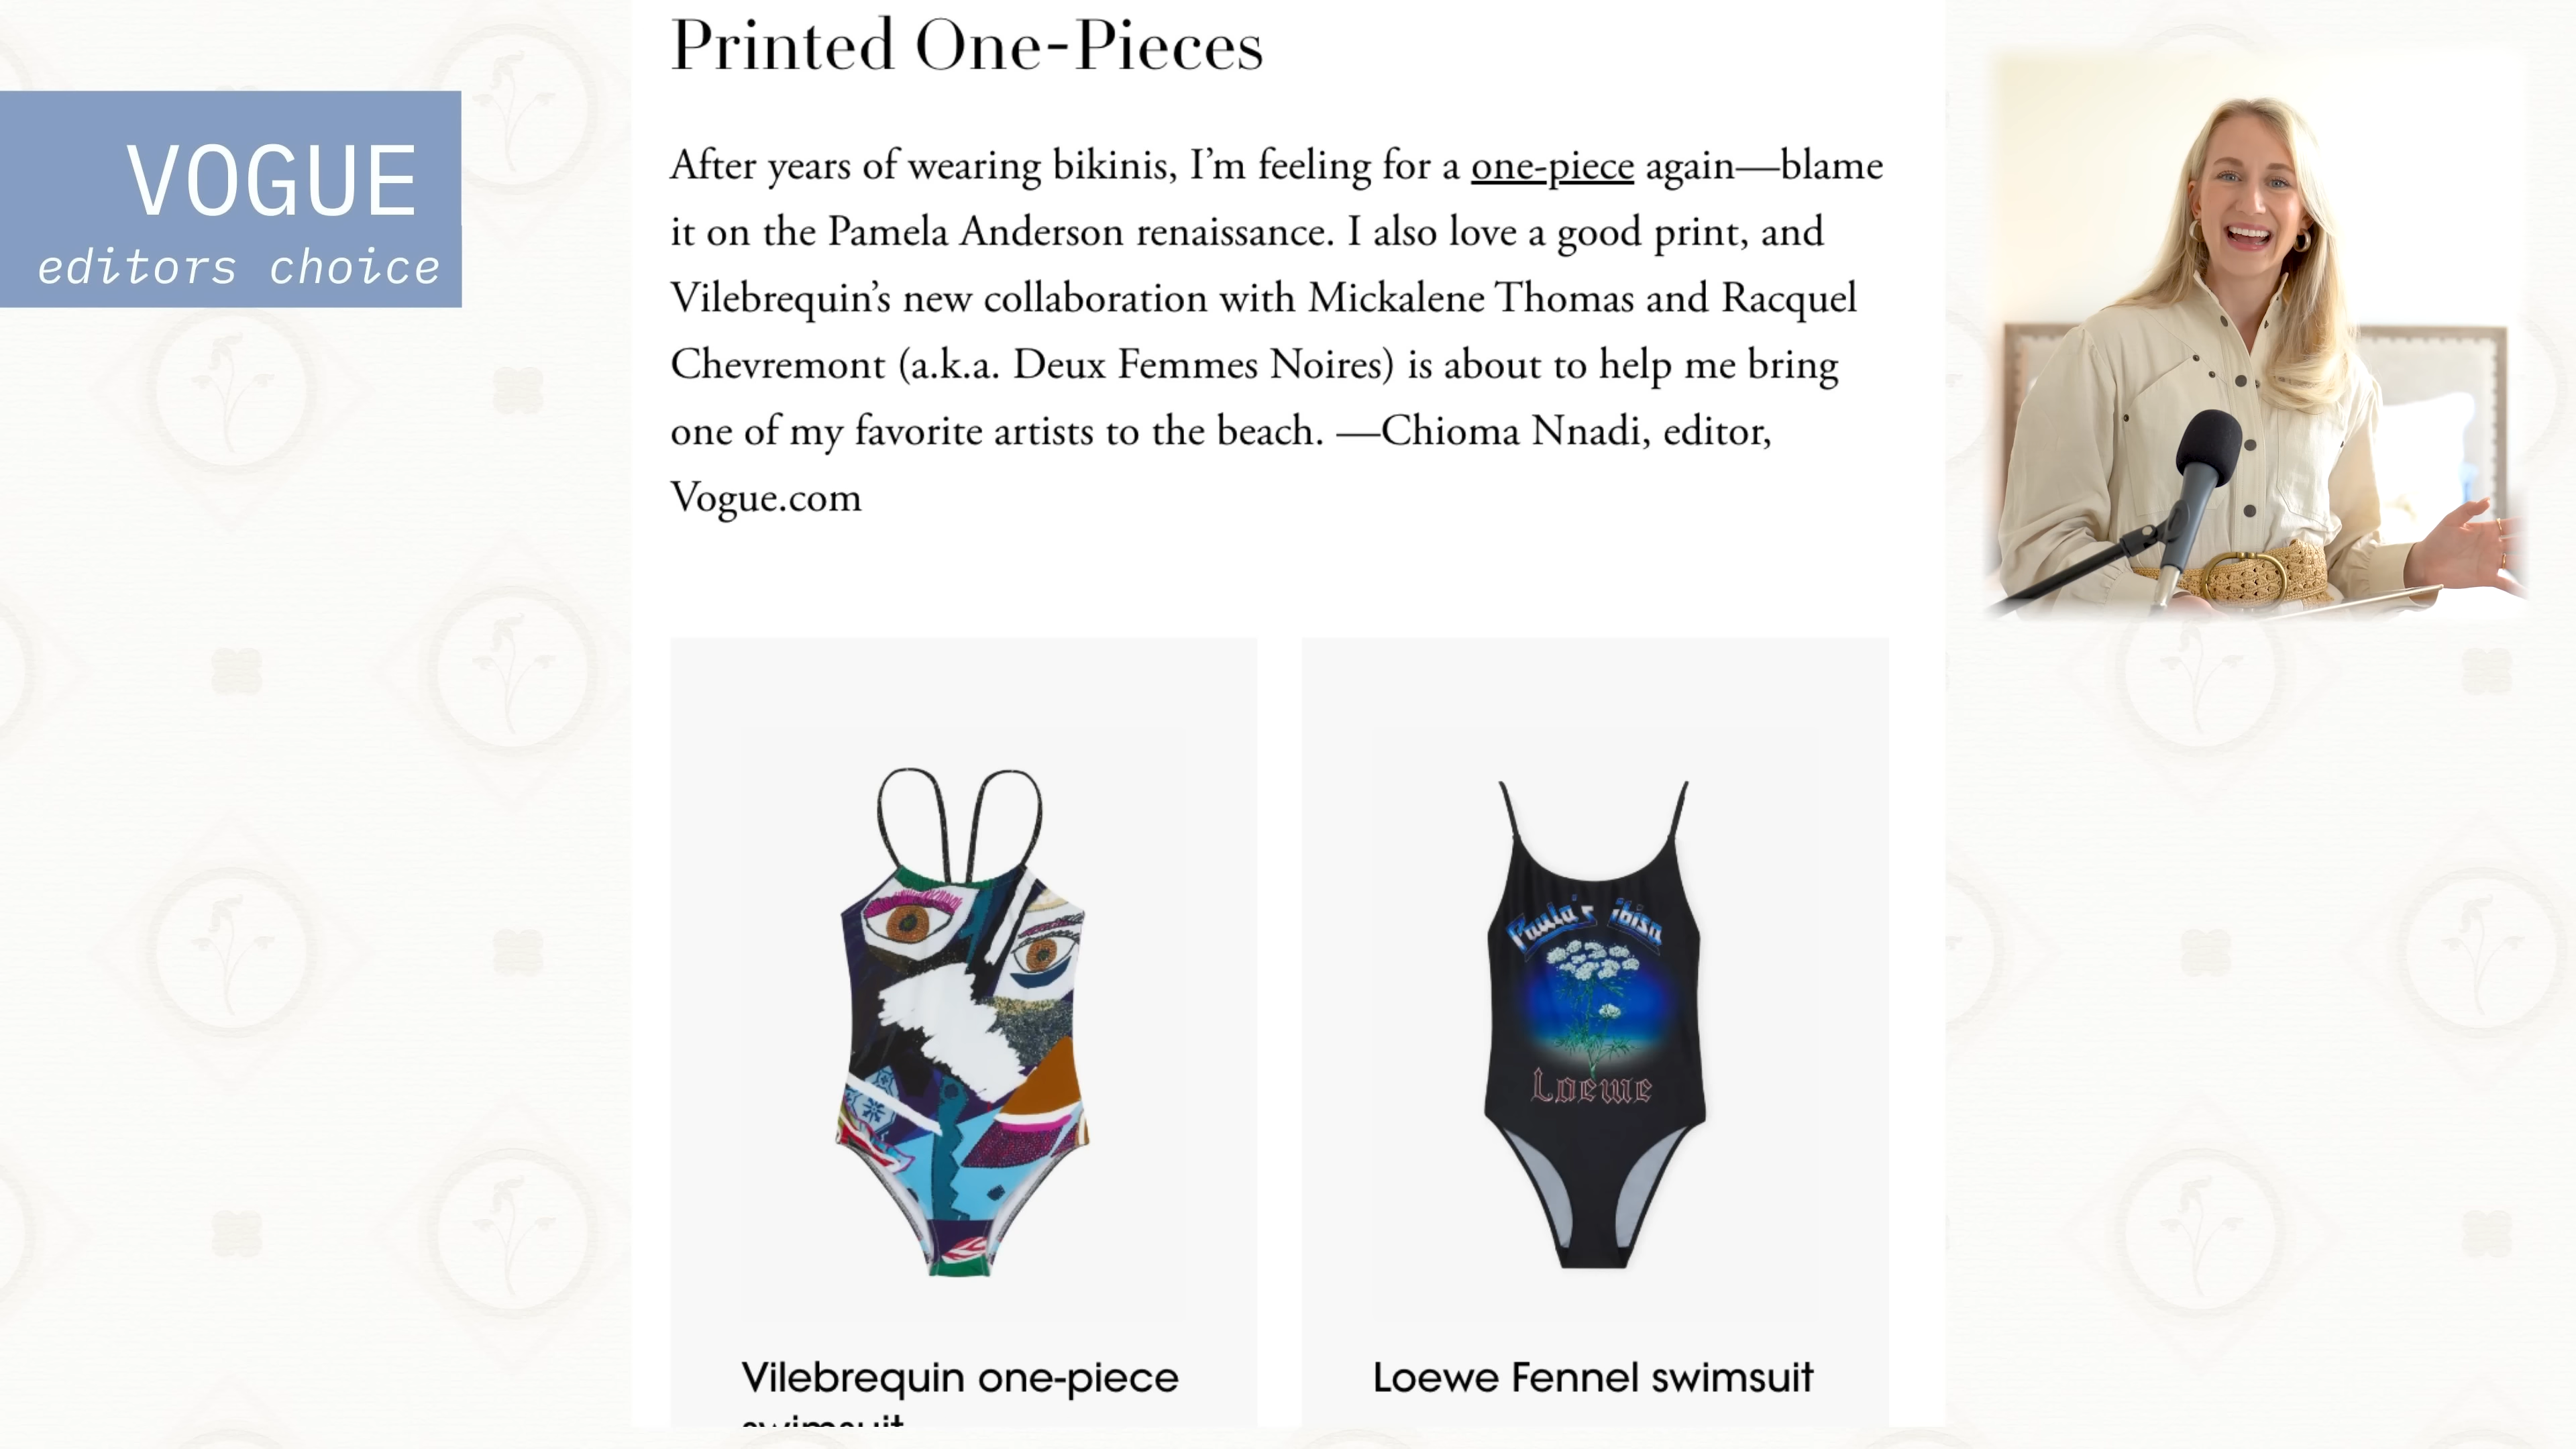 Printed One-Pieces
VOGUE
editors choice
After years of wearing bikinis, I’m feeling for a one-piece again—blame
it on the Pamela Anderson renaissance. I also love a good print, and
Vilebrequin’s new collaboration with Mickalene Thomas and Racquel
Chevremont (a.k.a. Deux Femmes Noires) is about to help me bring
one of my favorite artists to the beach. —Chioma Nnadi, editor,
Vogue.com
Paula's ibiza
Loewe
Vilebrequin one-piece
swimsuit
Loewe Fennel swimsuit